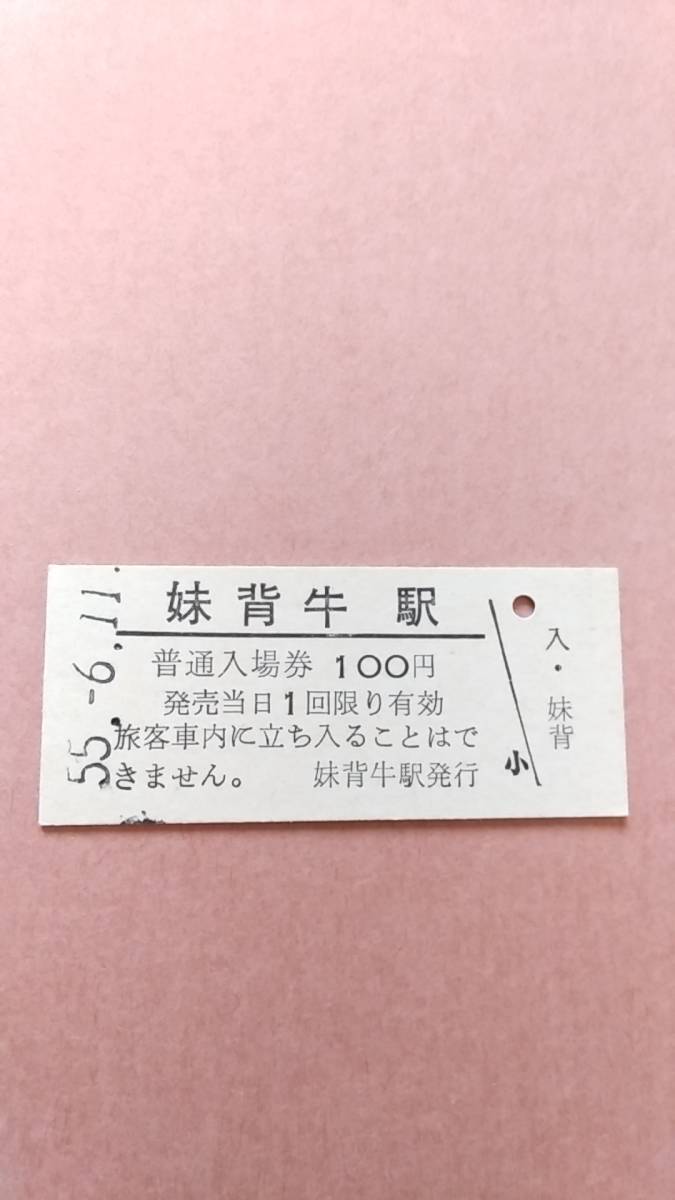 妹背牛駅
普通入場券 100円
発売当日1回限り有効
旅客車内に立ち入ることはで
きません。 妹背牛駅発行
55.-6.11.
小
入・妹背